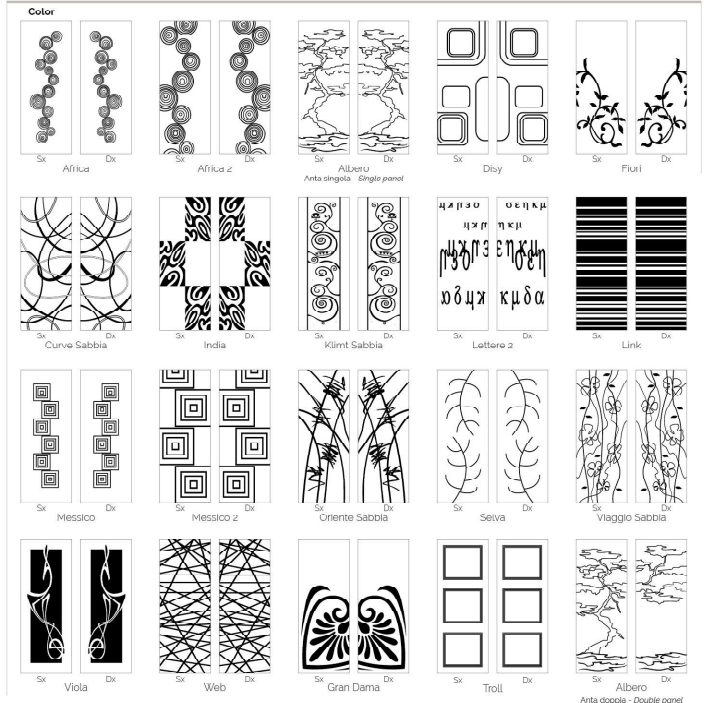 Color
Sx Dx Sx Dx Sx Dx Sx Dx Sx Dx
Africa Africa 2 Albero Disy Fiori
Anta singola - Single panel
Sx Dx Sx Dx Sx Dx Sx Dx Sx Dx
Curve Sabbia India Klimt Sabbia Lettere 2 Link
Sx Dx Sx Dx Sx Dx Sx Dx Sx Dx
Messico Messico 2 Oriente Sabbia Selva Viaggio Sabbia
Sx Dx Sx Dx Sx Dx Sx Dx Sx Dx
Viola Web Gran Dama Troll Albero
Anta doppia - Double panel